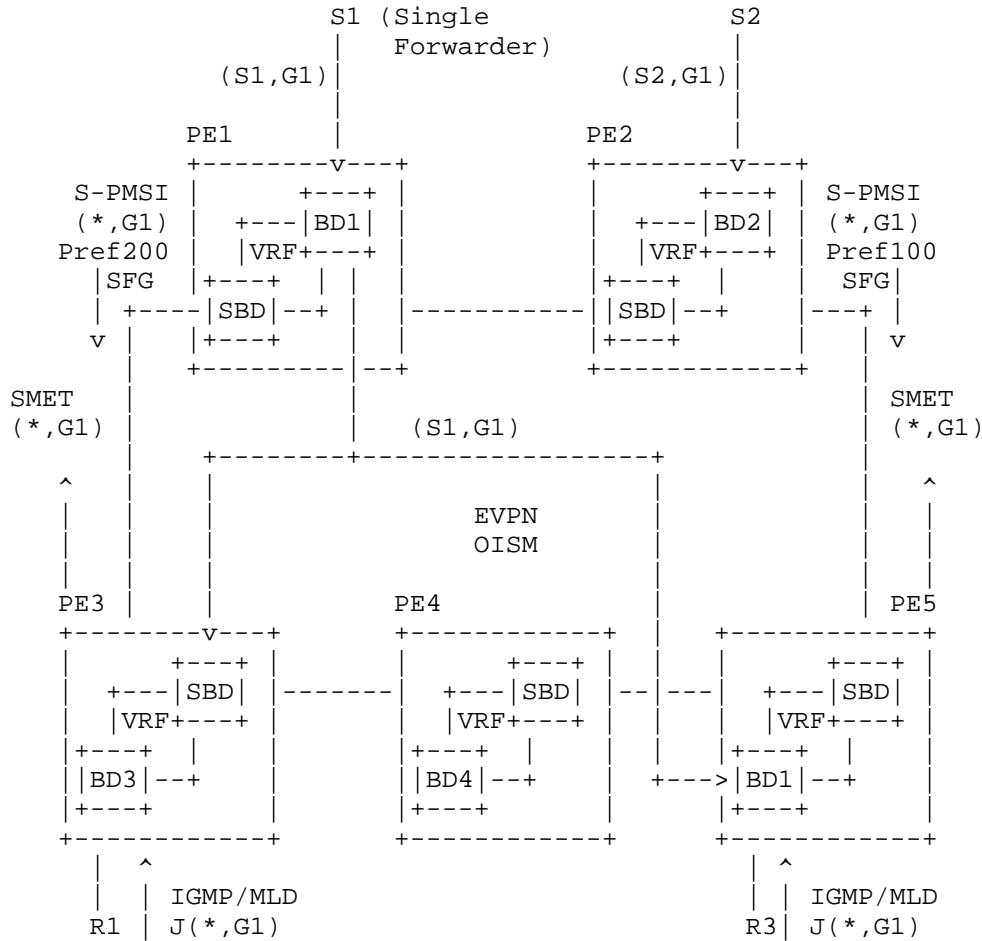 S1 (Single S2
Forwarder)
(S1,G1) (S2,G1)
PE1 PE2
v v
S-PMSI S-PMSI
(*,G1) BD1 BD2 (*,G1)
Pref200 VRF VRF Pref100
SFG SFG
SBD SBD
v v
SMET SMET
(*,G1) (S1,G1) (*,G1)
EVPN
OISM
PE3 PE4 PE5
v
SBD SBD SBD
VRF VRF VRF
BD3 BD4 BD1
IGMP/MLD IGMP/MLD
R1 J(*,G1) R3 J(*,G1)